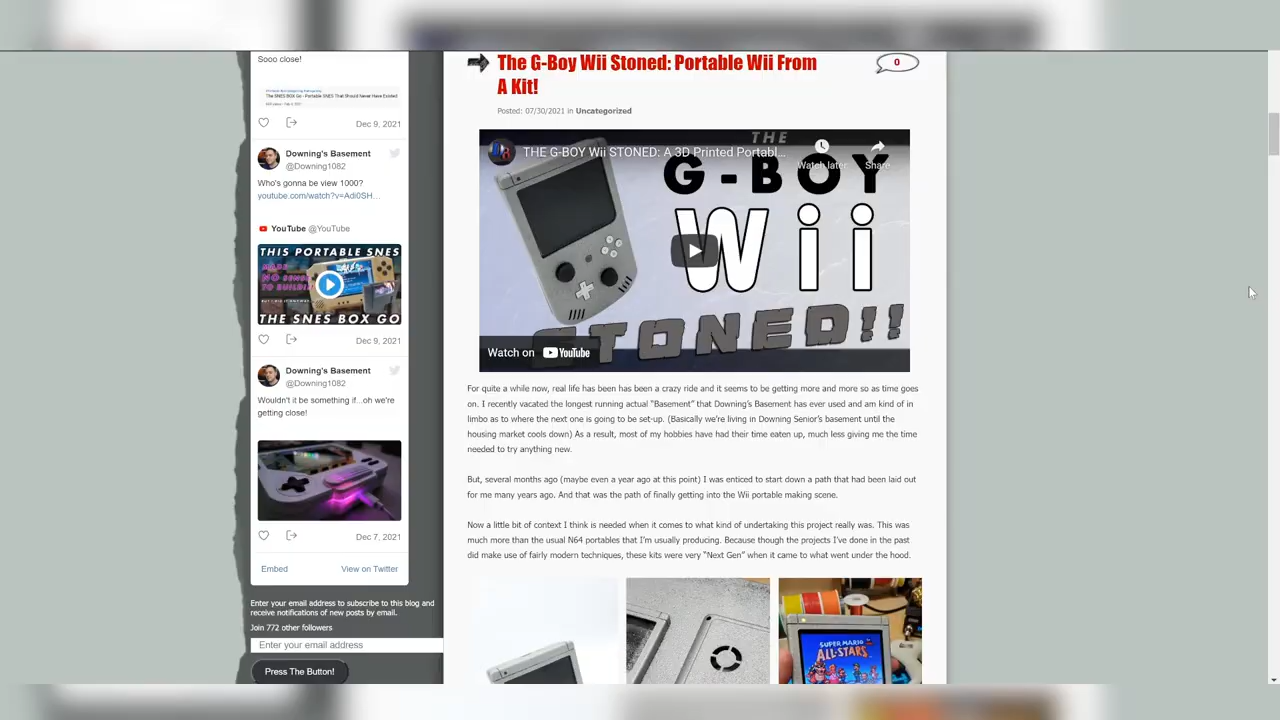 Sooo close!
The SNES BOX Go - Portable SNES That Should Never Have Existed
Dec 9, 2021
Downing's Basement
@Downing1082
Who's gonna be view 1000?
youtube.com/watch?v=Adi0SH…
YouTube @YouTube
THIS PORTABLE SNES
MADE
NO SENSE
TO BUILD
THE SNES BOX GO
Dec 9, 2021
Downing's Basement
@Downing1082
Wouldn't it be something if...oh we're
getting close!
Dec 7, 2021
Embed
View on Twitter
Enter your email address to subscribe to this blog and
receive notifications of new posts by email.
Join 772 other followers
Enter your email address
Press The Button!
The G-Boy Wii Stoned: Portable Wii From
A Kit!
0
Posted: 07/30/2021 in Uncategorized
THE G-BOY Wii STONED: A 3D Printed Portabl...
Watch later
Share
THE
G-BOY
Wii
STONED!!
Watch on YouTube
For quite a while now, real life has been has been a crazy ride and it seems to be getting more and more so as time goes
on. I recently vacated the longest running actual "Basement" that Downing's Basement has ever used and am kind of in
limbo as to where the next one is going to be set-up. (Basically we're living in Downing Senior's basement until the
housing market cools down) As a result, most of my hobbies have had their time eaten up, much less giving me the time
needed to try anything new.
But, several months ago (maybe even a year ago at this point) I was enticed to start down a path that had been laid out
for me many years ago. And that was the path of finally getting into the Wii portable making scene.
Now a little bit of context I think is needed when it comes to what kind of undertaking this project really was. This was
much more than the usual N64 portables that I'm usually producing. Because though the projects I've done in the past
did make use of fairly modern techniques, these kits were very "Next Gen" when it came to what went under the hood.
SUPER MARIO
ALL-STARS